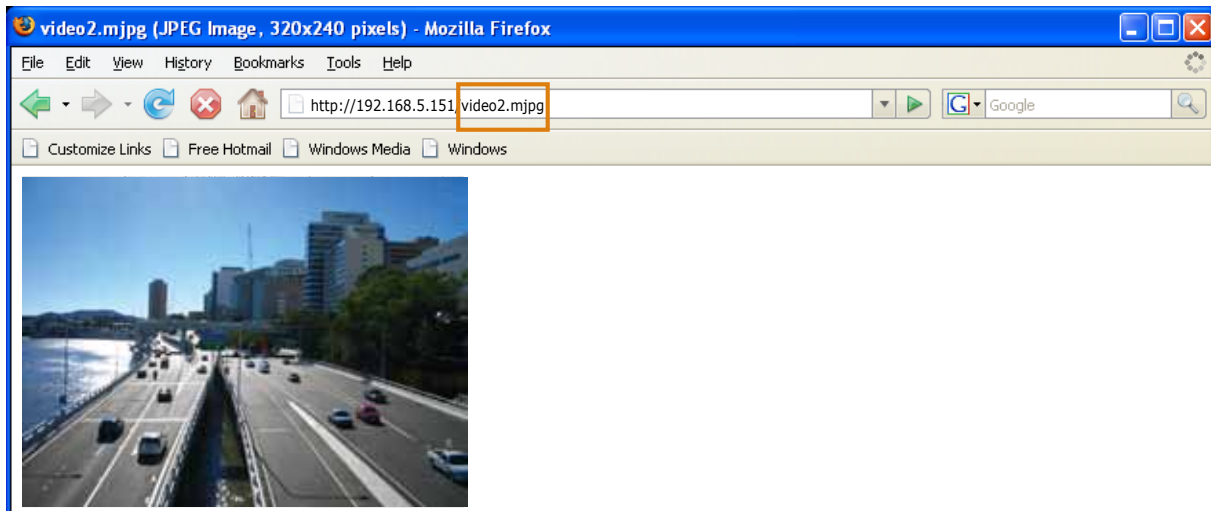 video2.mjpg (JPEG Image, 320x240 pixels) - Mozilla Firefox
File Edit View History Bookmarks Tools Help
http://192.168.5.151/video2.mjpg G Google
Customize Links Free Hotmail Windows Media Windows